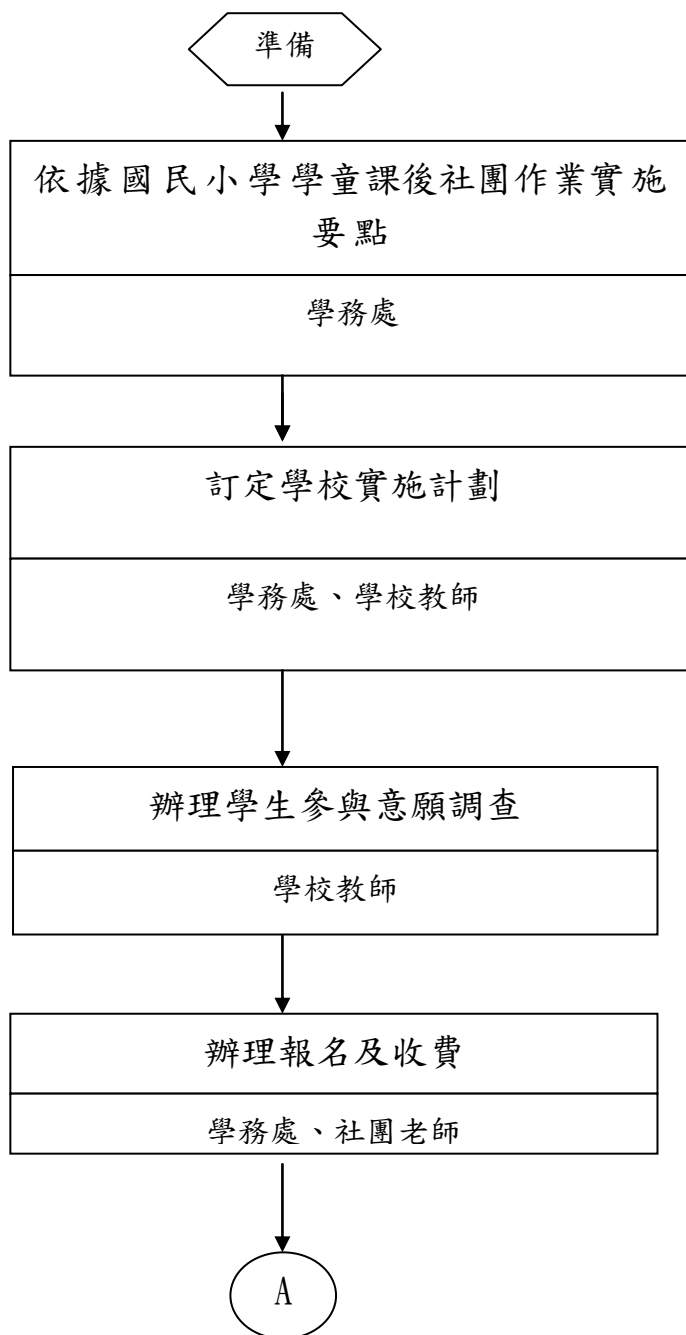 準備
依據國民小學學童課後社團作業實施
要點
學務處
訂定學校實施計劃
學務處、學校教師
辦理學生參與意願調查
學校教師
辦理報名及收費
學務處、社團老師
A